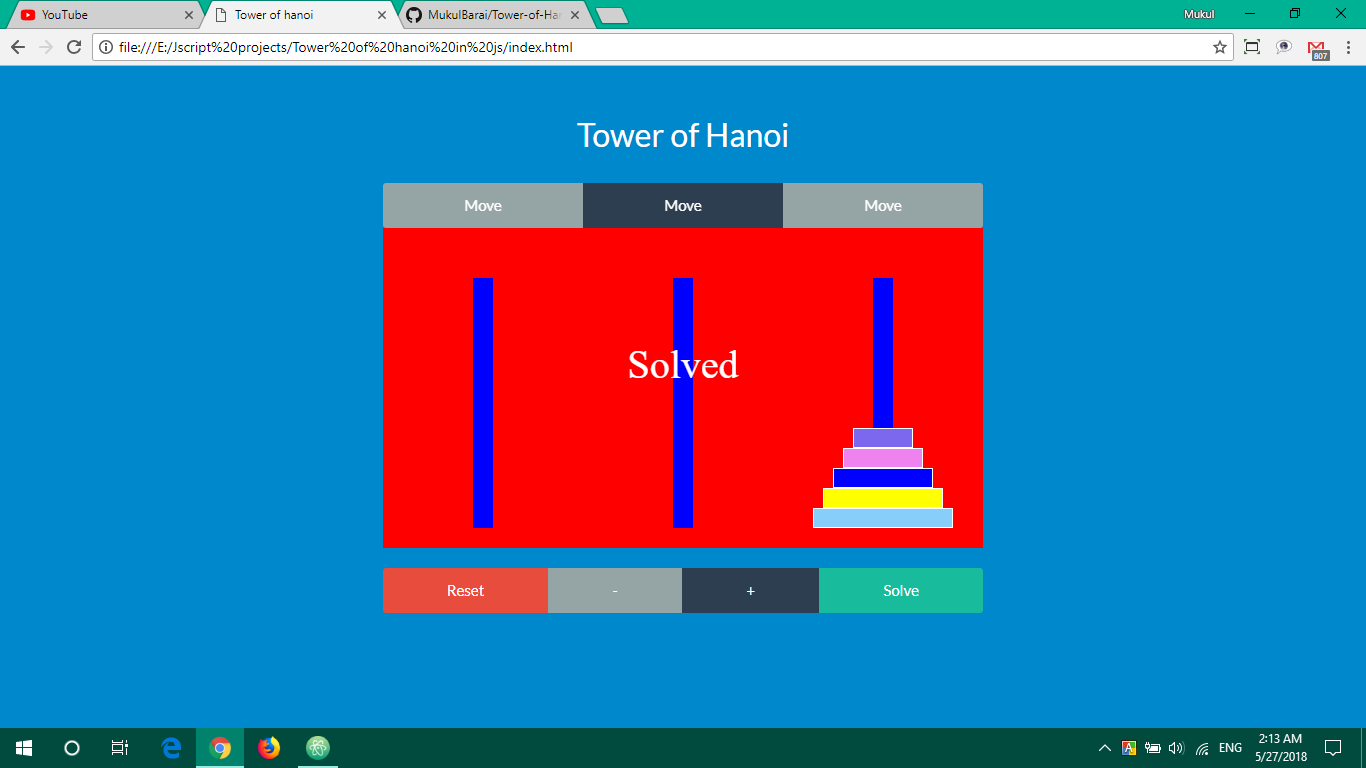 YouTube
Tower of hanoi
MukulBarai/Tower-of-Ha
Mukul
file:///E:/Jscript%20projects/Tower%20of%20hanoi%20in%20js/index.html
807
Tower of Hanoi
Move Move Move
Solved
Reset - + Solve
ENG
2:13 AM
5/27/2018